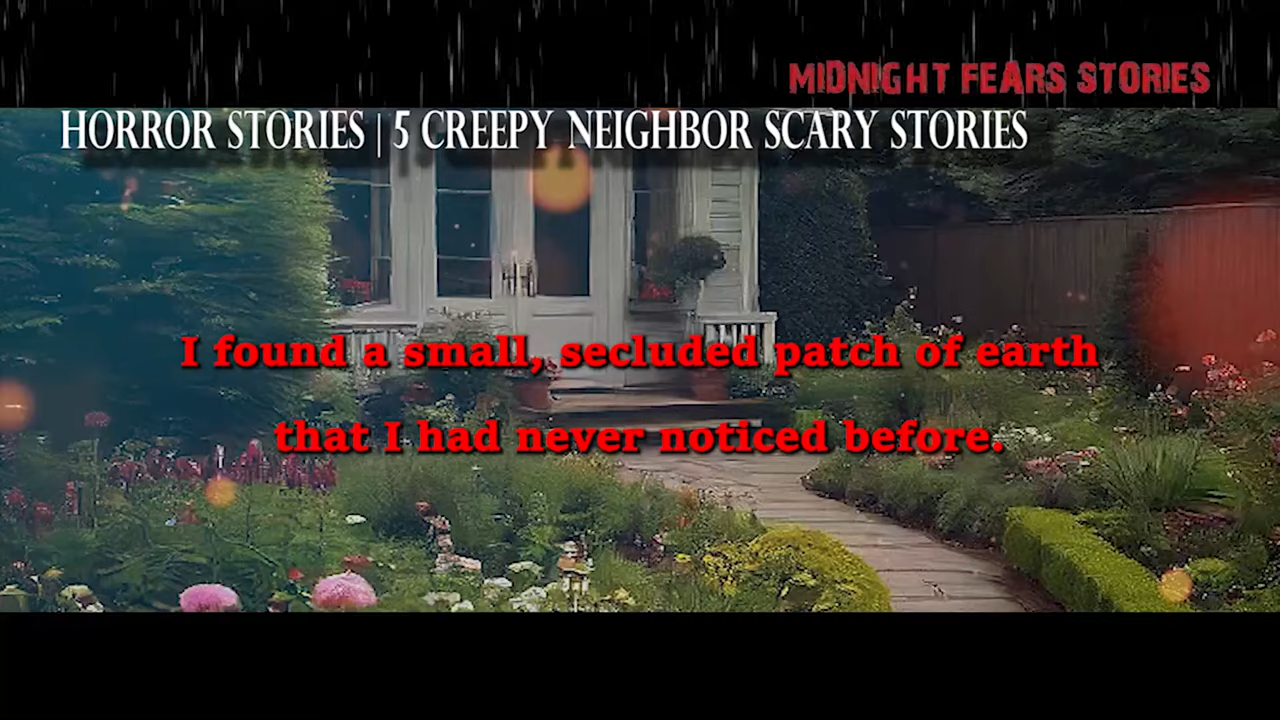 MIDNIGHT FEARS STORIES
HORROR STORIES | 5 CREEPY NEIGHBOR SCARY STORIES
I found a small, secluded patch of earth
that I had never noticed before.